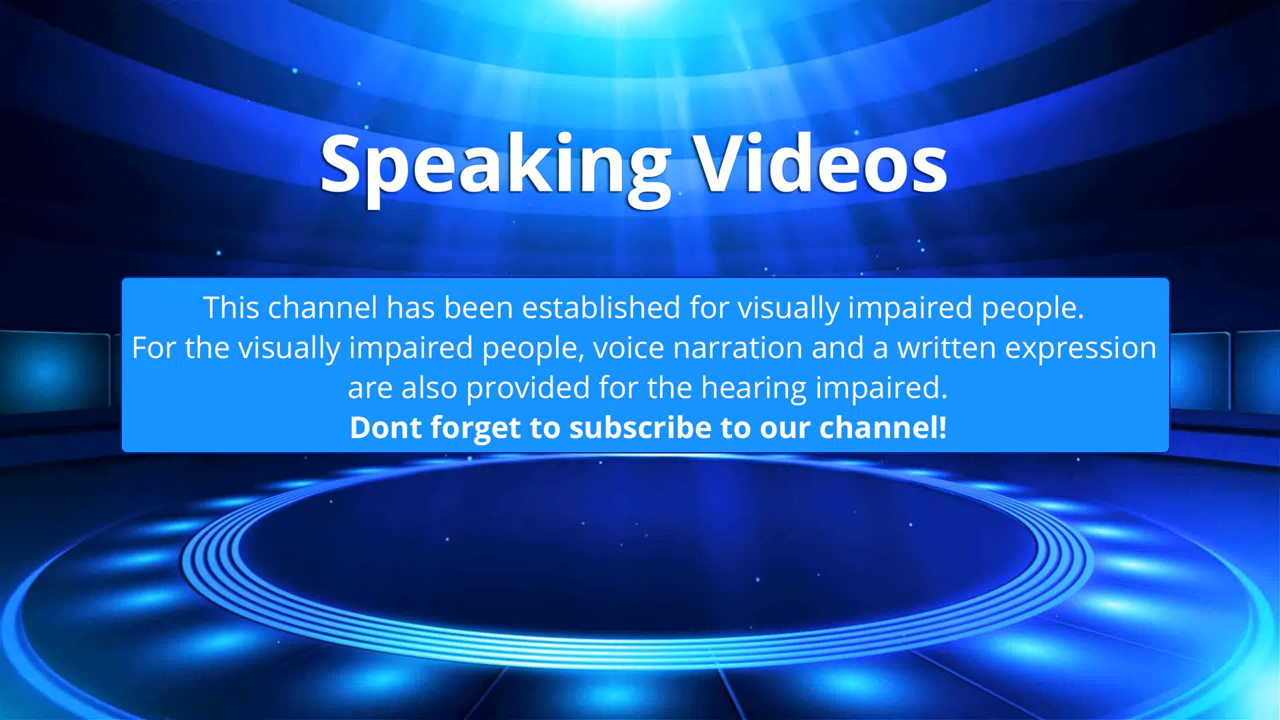 Speaking Videos
This channel has been established for visually impaired people.
For the visually impaired people, voice narration and a written expression
are also provided for the hearing impaired.
Dont forget to subscribe to our channel!